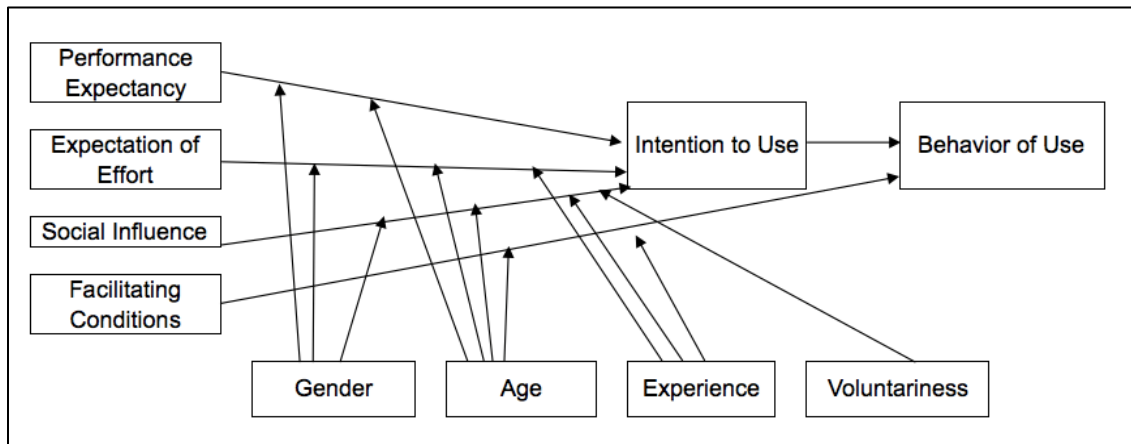 Performance
Expectancy
Expectation of
Effort
Social Influence
Facilitating
Conditions
Intention to Use
Behavior of Use
Gender
Age
Experience
Voluntariness